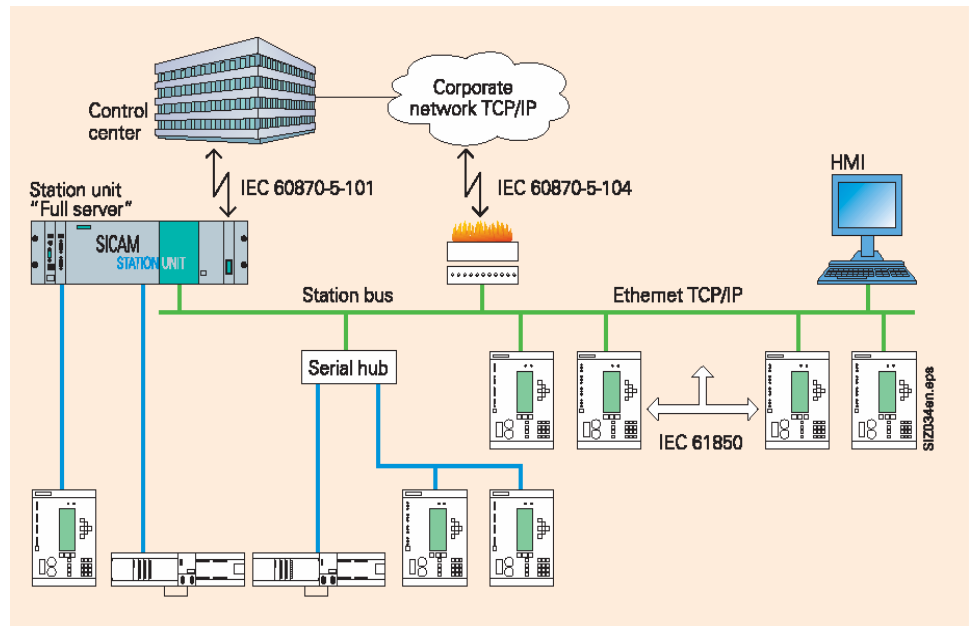 Control
center
Corporate
network TCP/IP
IEC 60870-5-101
IEC 60870-5-104
HMI
Station unit
"Full server"
SICAM
STATION UNIT
Station bus
Ethernet TCP/IP
Serial hub
IEC 61850
SIZ034en.eps